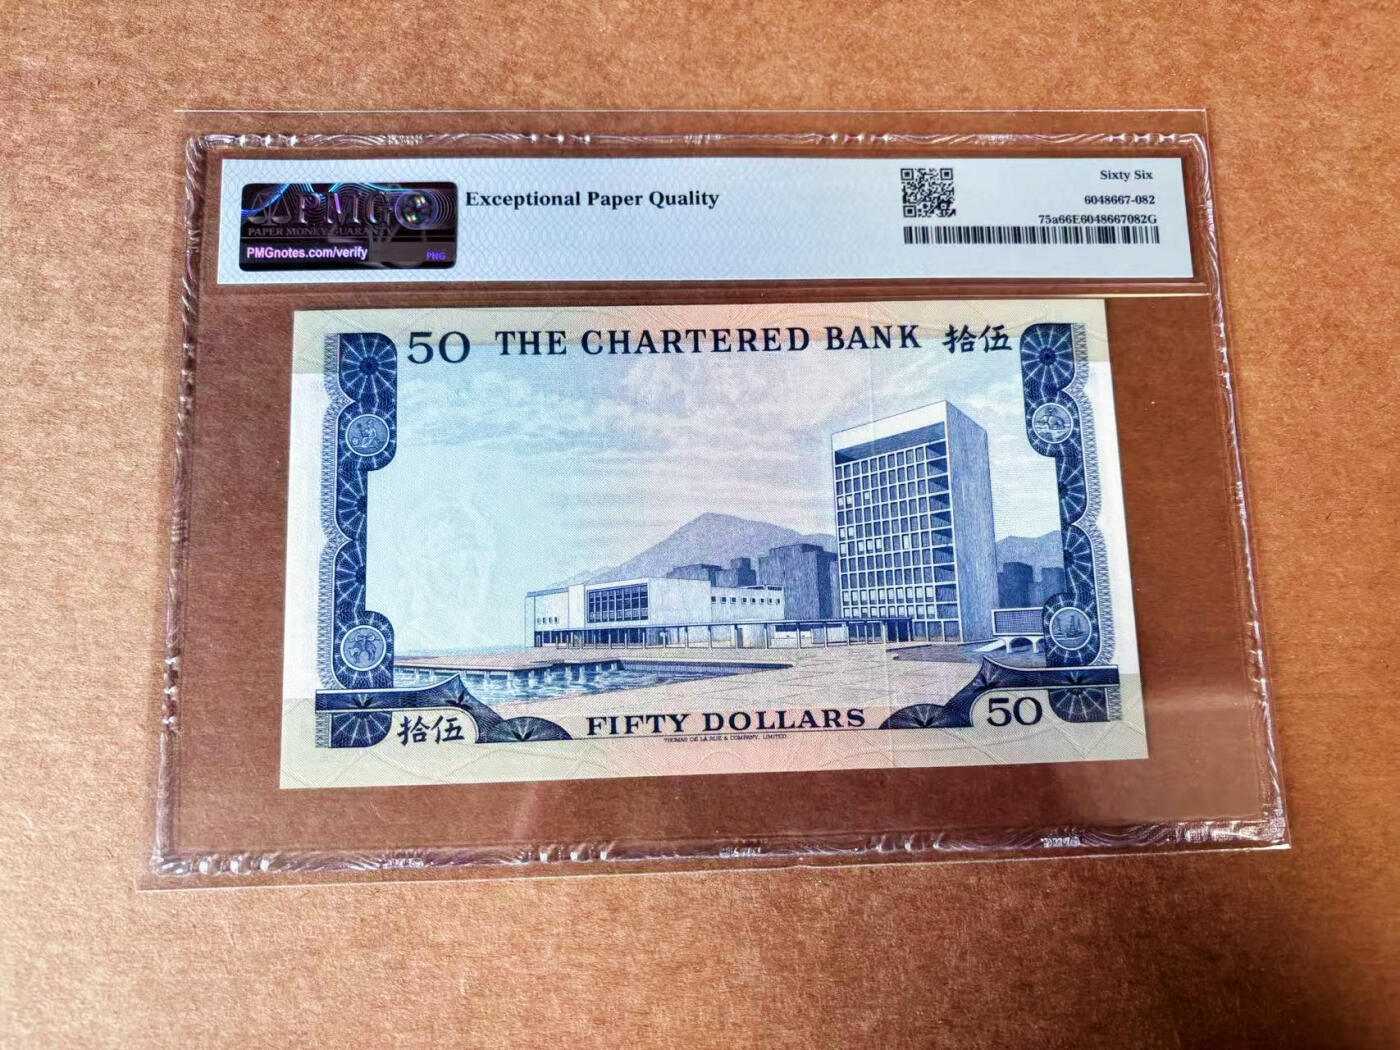 PMG
PAPER MONEY GUARANTY
PMGnotes.com/verify
PMG
Exceptional Paper Quality
Sixty Six
6048667-082
75a66E6048667082G
50 THE CHARTERED BANK 拾伍
拾伍 FIFTY DOLLARS 50
THOMAS DE LA RUE & COMPANY, LIMITED.